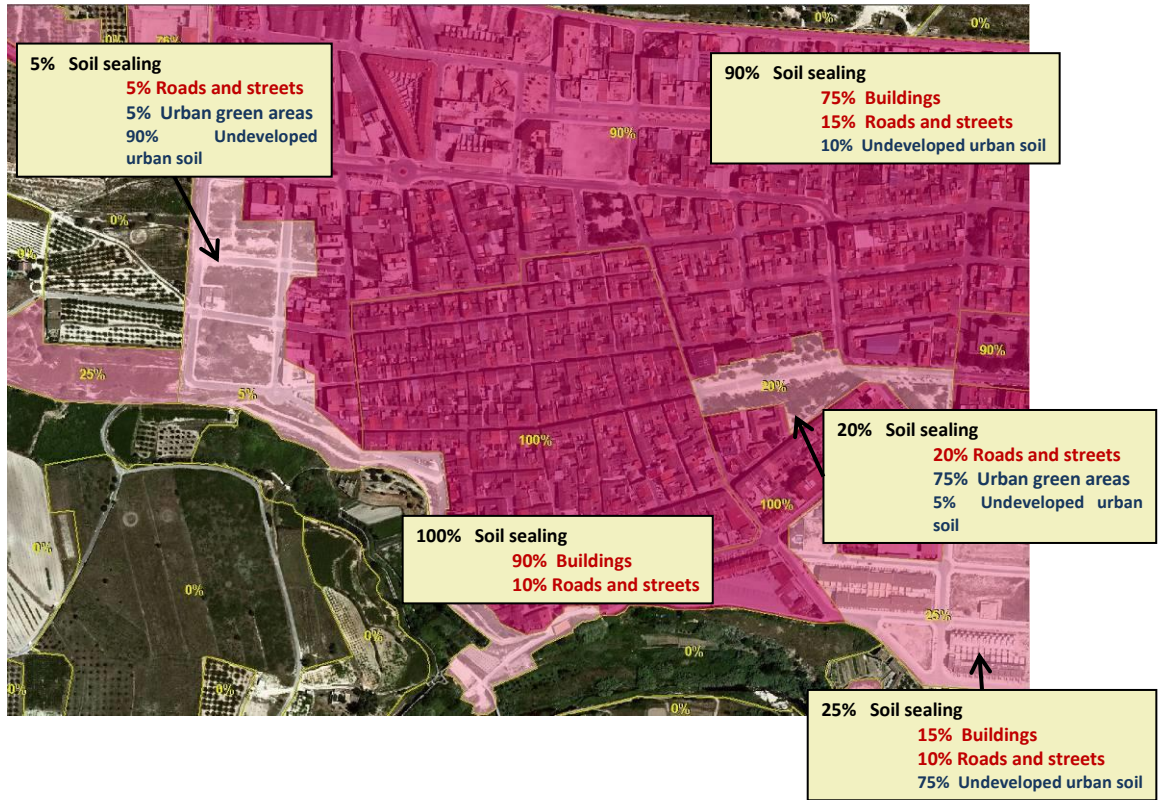 0%
0%
0%
0%
76%
5% Soil sealing
5% Roads and streets
5% Urban green areas
90% Undeveloped
urban soil
90% Soil sealing
75% Buildings
15% Roads and streets
10% Undeveloped urban soil
90%
0%
0%
90%
25%
5%
20%
100%
20% Soil sealing
20% Roads and streets
75% Urban green areas
5% Undeveloped urban
soil
100%
100% Soil sealing
90% Buildings
10% Roads and streets
0%
0%
0%
25%
0%
0%
0%
0%
25% Soil sealing
15% Buildings
10% Roads and streets
75% Undeveloped urban soil